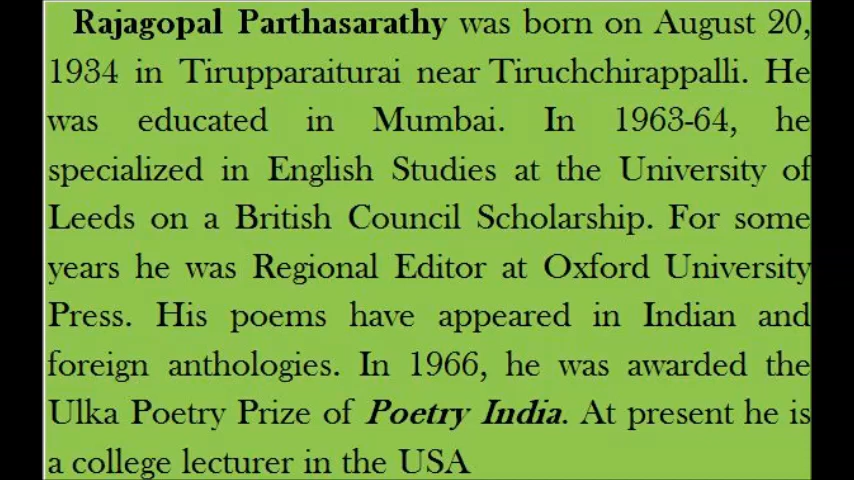 Rajagopal Parthasarathy was born on August 20,
1934 in Tirupparaiturai near Tiruchchirappalli. He
was educated in Mumbai. In 1963-64, he
specialized in English Studies at the University of
Leeds on a British Council Scholarship. For some
years he was Regional Editor at Oxford University
Press. His poems have appeared in Indian and
foreign anthologies. In 1966, he was awarded the
Ulka Poetry Prize of Poetry India. At present he is
a college lecturer in the USA